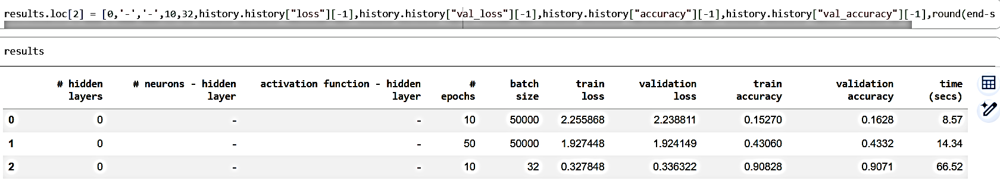 results.loc[2] = [0,'-','-',10,32,history.history["loss"][-1],history.history["val_loss"][-1],history.history["accuracy"][-1],history.history["val_accuracy"][-1],round(end-s
results
# hidden layers # neurons - hidden layer activation function - hidden layer # epochs batch size train loss validation loss train accuracy validation accuracy time (secs)
0 0 - - 10 50000 2.255868 2.238811 0.15270 0.1628 8.57
1 0 - - 50 50000 1.927448 1.924149 0.43060 0.4332 14.34
2 0 - - 10 32 0.327848 0.336322 0.90828 0.9071 66.52